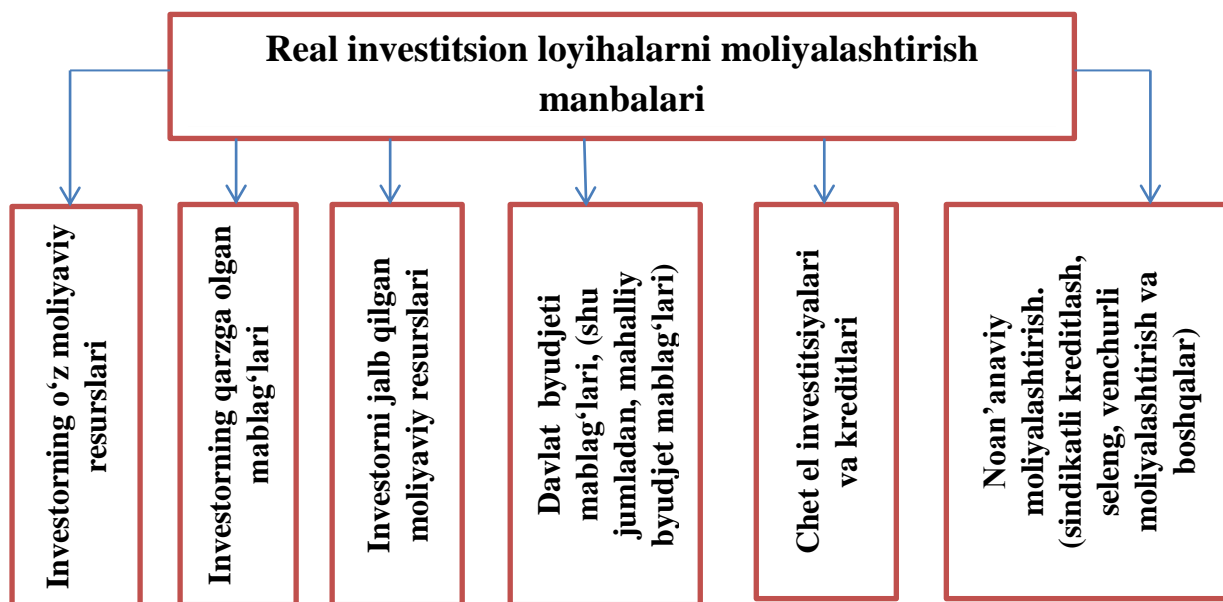 Real investitsion loyihalarni moliyalashtirish
manbalari
Investorning o‘z moliyaviy
resurslari
Investorning qarzga olgan
mablag‘lari
Investorni jalb qilgan
moliyaviy resurslari
Davlat byudjeti
mablag‘lari, (shu
jumladan, mahalliy
byudjet mablag‘lari)
Chet el investitsiyalari
va kreditlari
Noan’anaviy
moliyalashtirish.
(sindikatli kreditlash,
seleng, venchurli
moliyalashtirish va
boshqalar)